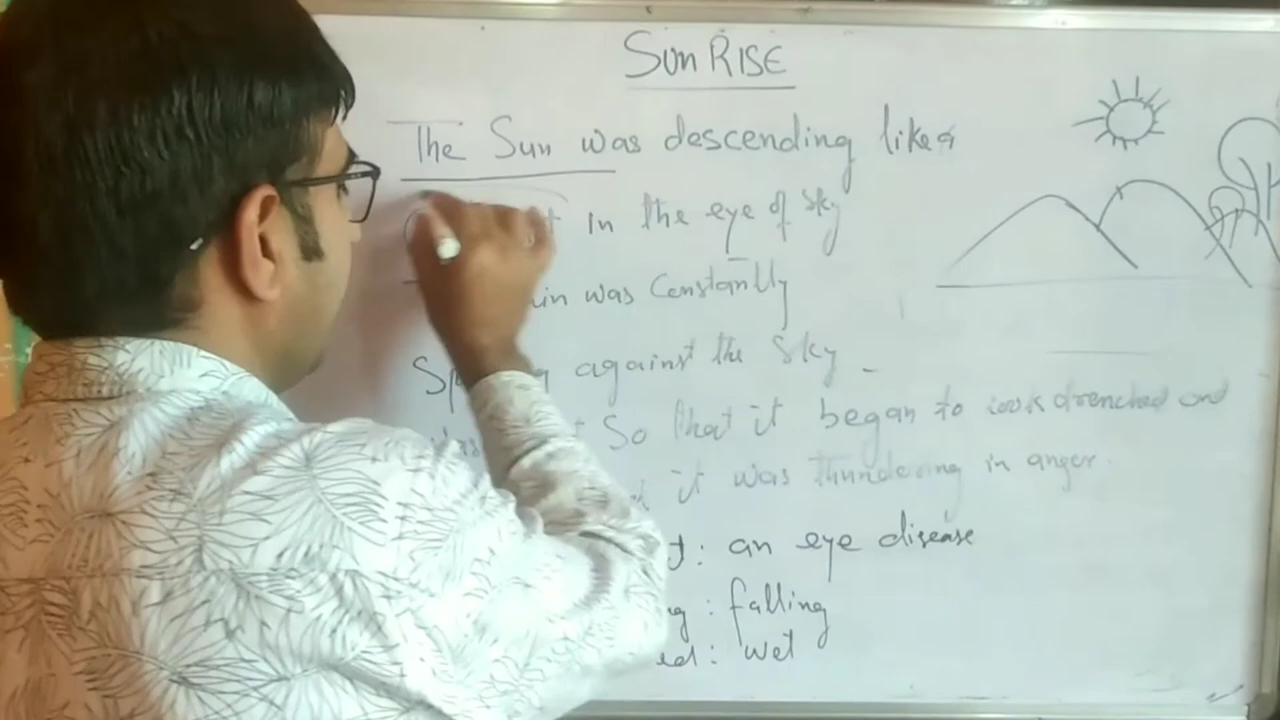 SunRISE
The Sun was descending like a
in the eye of sky
was Constantly
against the Sky
So that it began to look drenched and
it was thundering in anger.
: an eye disease
: falling
: wet